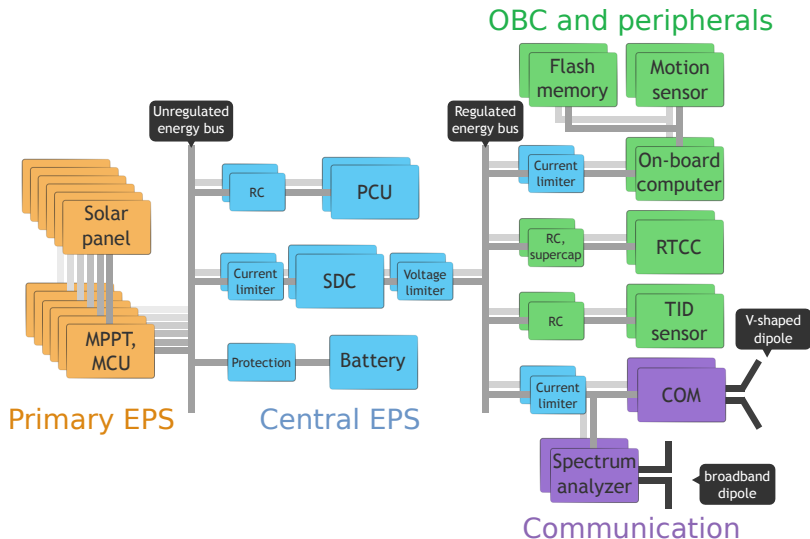 OBC and peripherals
Flash
memory
Motion
sensor
Unregulated
energy bus
Regulated
energy bus
RC
PCU
Current
limiter
On-board
computer
Solar
panel
RC,
supercap
RTCC
Current
limiter
SDC
Voltage
limiter
MPPT,
MCU
RC
TID
sensor
V-shaped
dipole
Protection
Battery
Current
limiter
COM
Primary EPS
Central EPS
Spectrum
analyzer
broadband
dipole
Communication